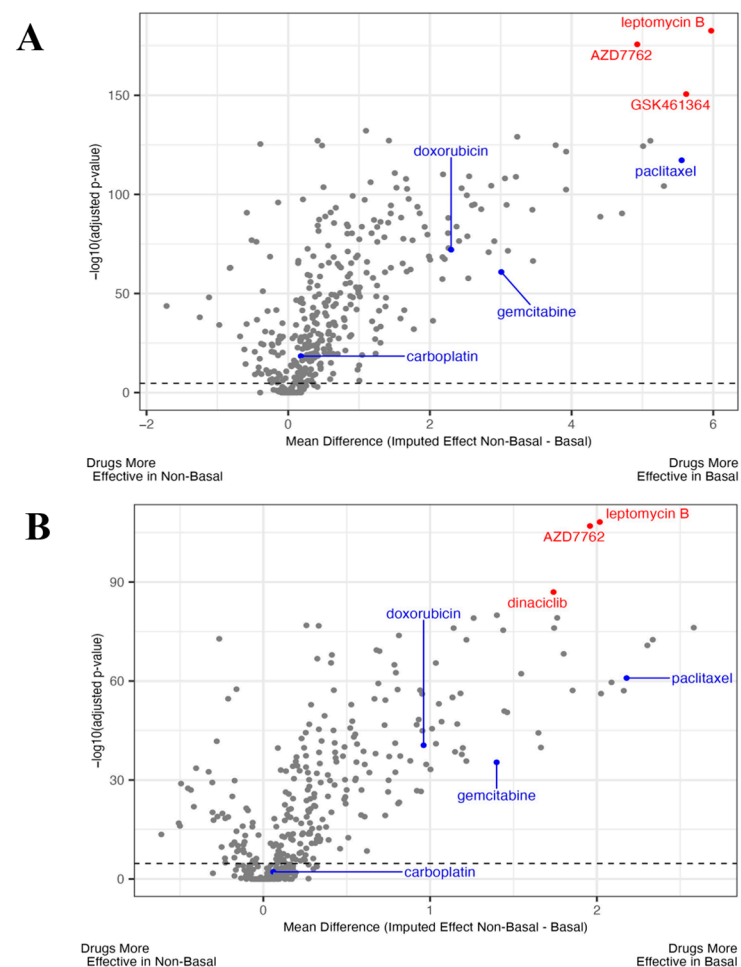 A
leptomycin B
AZD7762
GSK461364
doxorubicin
paclitaxel
gemcitabine
carboplatin
150
100
50
0
−log10(adjusted p-value)
−2
0
2
4
6
Mean Difference (Imputed Effect Non-Basal - Basal)
Drugs More
Effective in Non-Basal
Drugs More
Effective in Basal
B
leptomycin B
AZD7762
dinaciclib
doxorubicin
paclitaxel
gemcitabine
carboplatin
90
60
30
0
−log10(adjusted p-value)
0
1
2
Mean Difference (Imputed Effect Non-Basal - Basal)
Drugs More
Effective in Non-Basal
Drugs More
Effective in Basal